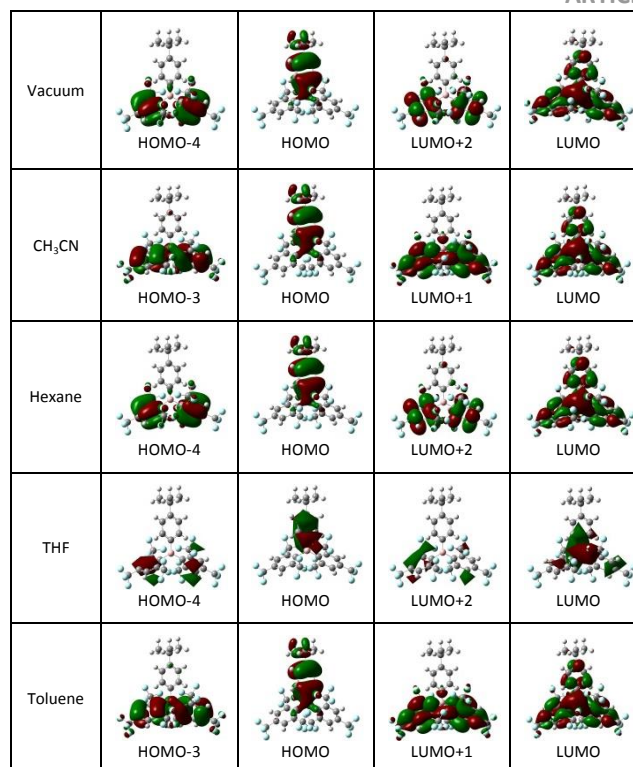 ARTICL
Vacuum
HOMO-4 HOMO LUMO+2 LUMO
CH₃CN
HOMO-3 HOMO LUMO+1 LUMO
Hexane
HOMO-4 HOMO LUMO+2 LUMO
THF
HOMO-4 HOMO LUMO+2 LUMO
Toluene
HOMO-3 HOMO LUMO+1 LUMO